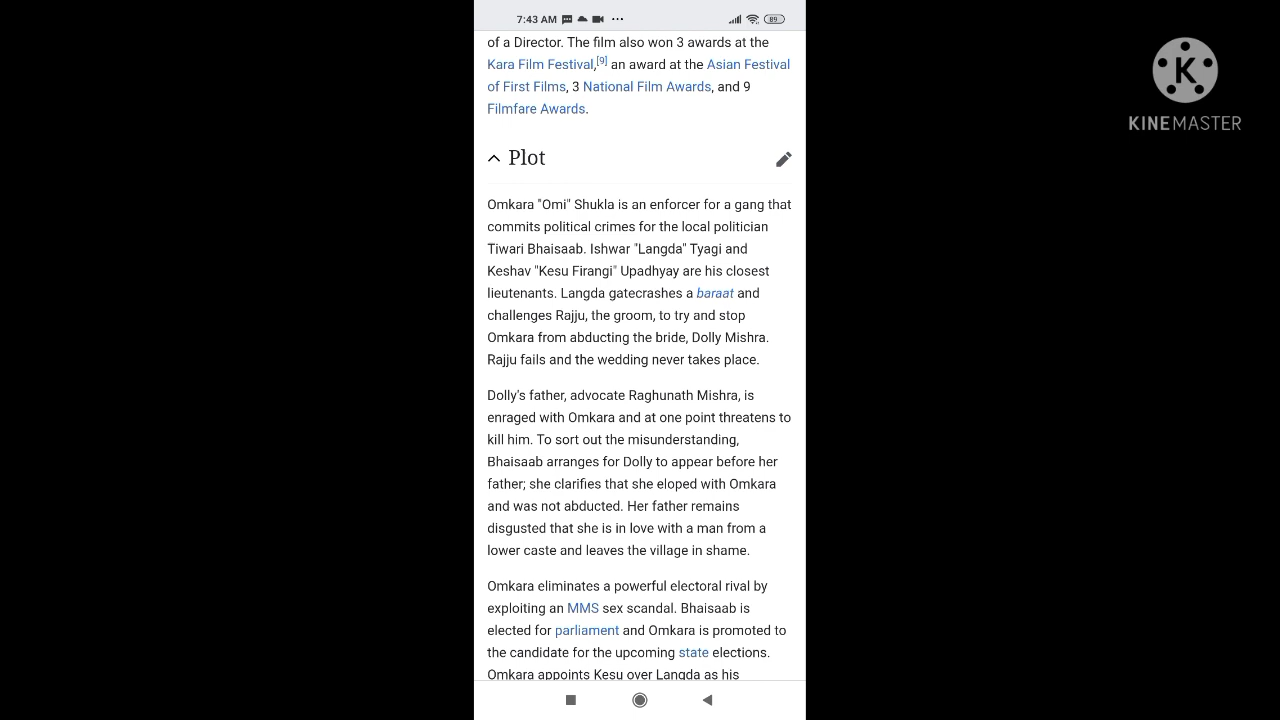 7:43 AM
89
of a Director. The film also won 3 awards at the
Kara Film Festival,[9] an award at the Asian Festival
of First Films, 3 National Film Awards, and 9
Filmfare Awards.
Plot
Omkara "Omi" Shukla is an enforcer for a gang that
commits political crimes for the local politician
Tiwari Bhaisaab. Ishwar "Langda" Tyagi and
Keshav "Kesu Firangi" Upadhyay are his closest
lieutenants. Langda gatecrashes a baraat and
challenges Rajju, the groom, to try and stop
Omkara from abducting the bride, Dolly Mishra.
Rajju fails and the wedding never takes place.
Dolly's father, advocate Raghunath Mishra, is
enraged with Omkara and at one point threatens to
kill him. To sort out the misunderstanding,
Bhaisaab arranges for Dolly to appear before her
father; she clarifies that she eloped with Omkara
and was not abducted. Her father remains
disgusted that she is in love with a man from a
lower caste and leaves the village in shame.
Omkara eliminates a powerful electoral rival by
exploiting an MMS sex scandal. Bhaisaab is
elected for parliament and Omkara is promoted to
the candidate for the upcoming state elections.
Omkara appoints Kesu over Langda as his
K
KINEMASTER